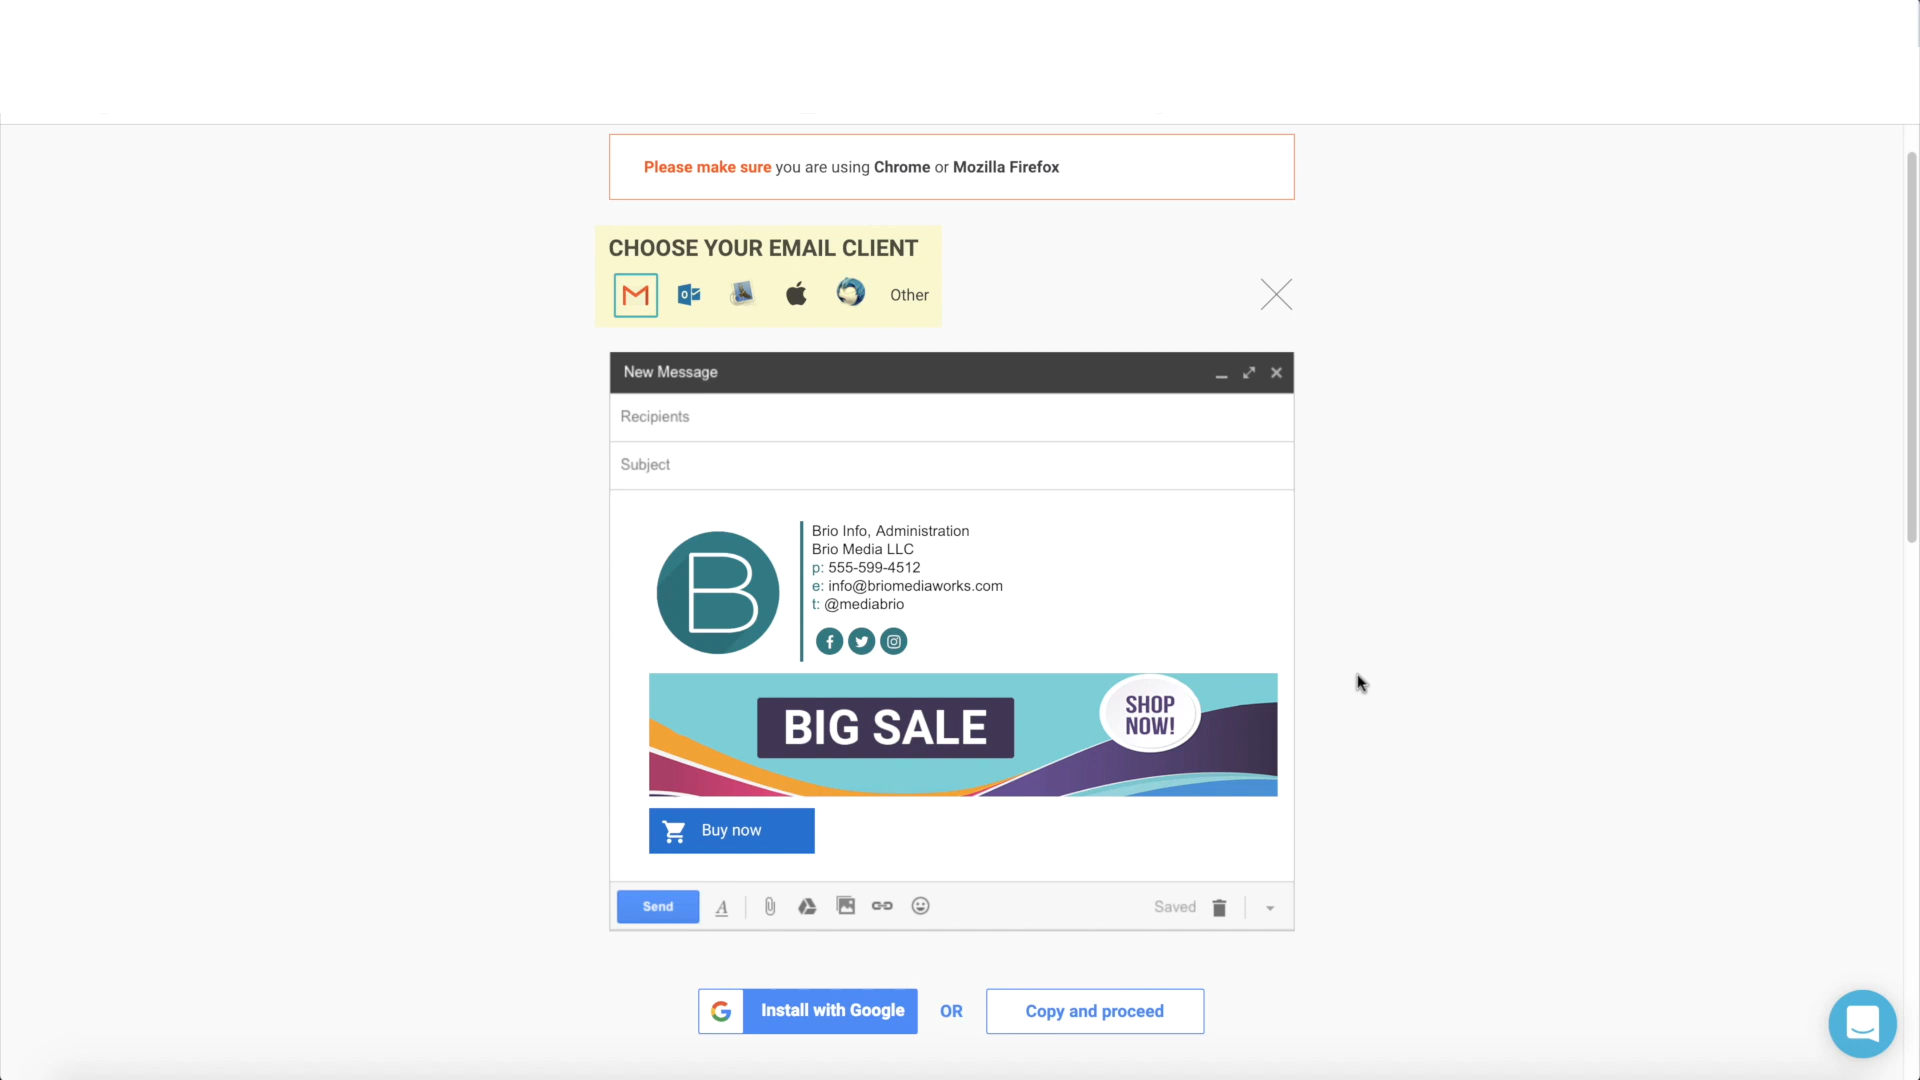 Please make sure you are using Chrome or Mozilla Firefox
CHOOSE YOUR EMAIL CLIENT
Other
New Message
Recipients
Subject
B
Brio Info, Administration
Brio Media LLC
p: 555-599-4512
e: info@briomediaworks.com
t: @mediabrio
BIG SALE
SHOP
NOW!
Buy now
Send
Saved
Install with Google
OR
Copy and proceed